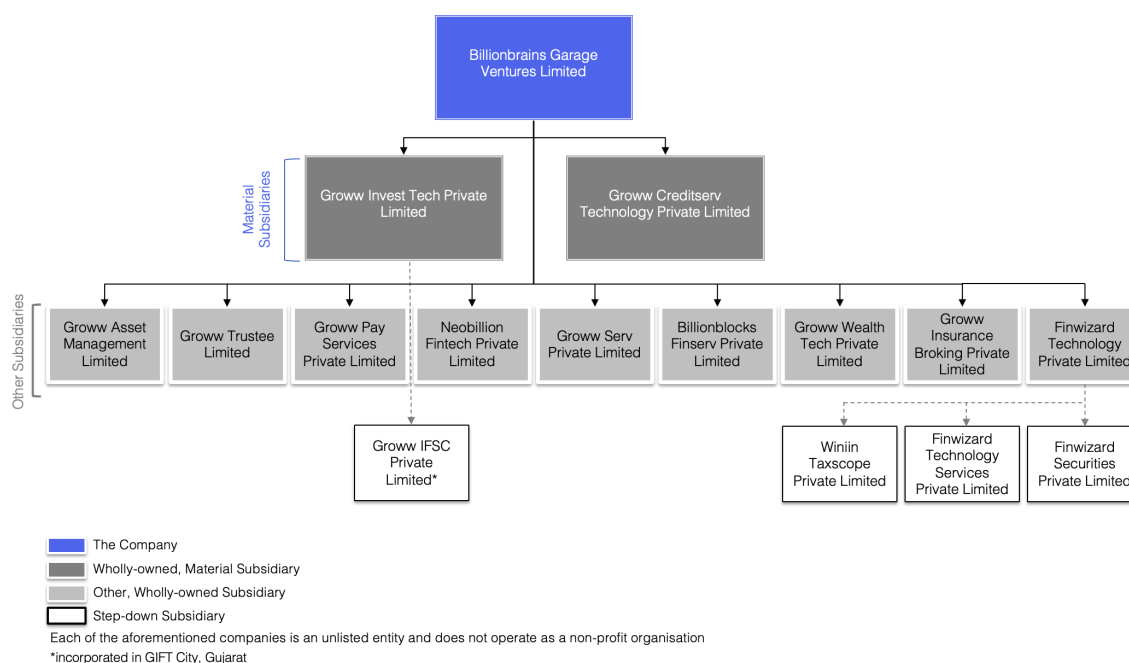 Billionbrains Garage
Ventures Limited
Material
Subsidiaries
Groww Invest Tech Private
Limited
Groww Creditserv
Technology Private Limited
Other Subsidiaries
Groww Asset
Management
Limited
Groww Trustee
Limited
Groww Pay
Services
Private Limited
Neobillion
Fintech Private
Limited
Groww Serv
Private Limited
Billionblocks
Finserv Private
Limited
Groww Wealth
Tech Private
Limited
Groww
Insurance
Broking Private
Limited
Finwizard
Technology
Private Limited
Groww IFSC
Private
Limited*
Winiin
Taxscope
Private Limited
Finwizard
Technology
Services
Private Limited
Finwizard
Securities
Private Limited
The Company
Wholly-owned, Material Subsidiary
Other, Wholly-owned Subsidiary
Step-down Subsidiary
Each of the aforementioned companies is an unlisted entity and does not operate as a non-profit organisation
*incorporated in GIFT City, Gujarat